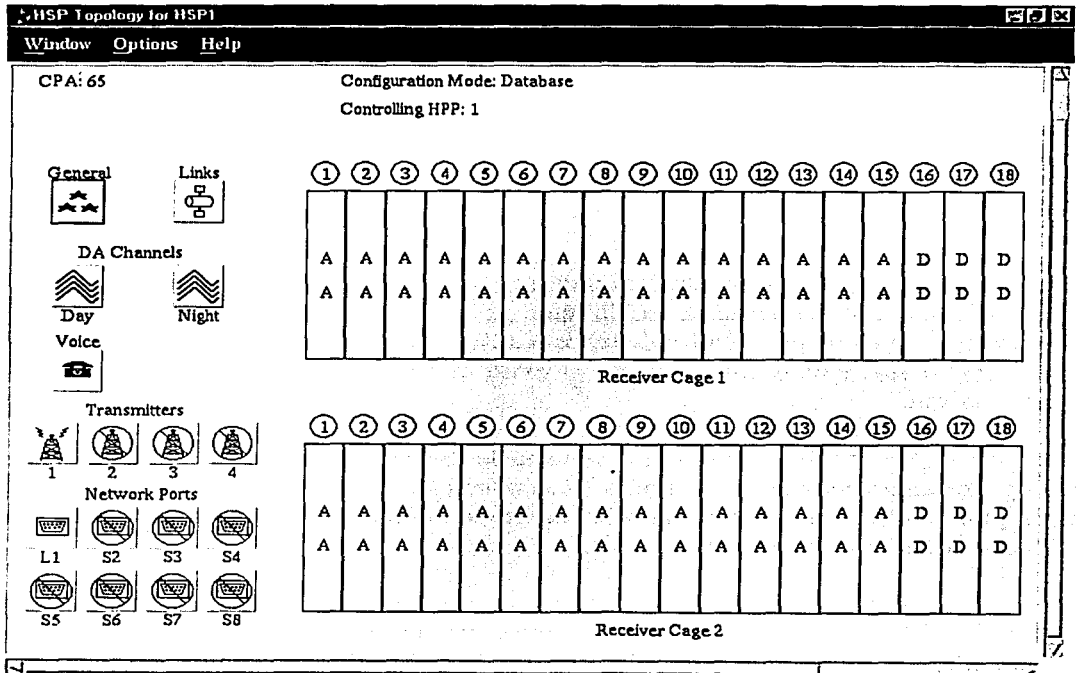 HSP Topology for HSP1
Window Options Help
CPA: 65
Configuration Mode: Database
Controlling HPP: 1
General Links
DA Channels
Day Night
Voice
Transmitters
1 2 3 4
Network Ports
L1 S2 S3 S4
S5 S6 S7 S8
1 2 3 4 5 6 7 8 9 10 11 12 13 14 15 16 17 18
A A A A A A A A A A A A A A A D D D
A A A A A A A A A A A A A A A D D D
Receiver Cage 1
1 2 3 4 5 6 7 8 9 10 11 12 13 14 15 16 17 18
A A A A A A A A A A A A A A A D D D
A A A A A A A A A A A A A A A D D D
Receiver Cage 2